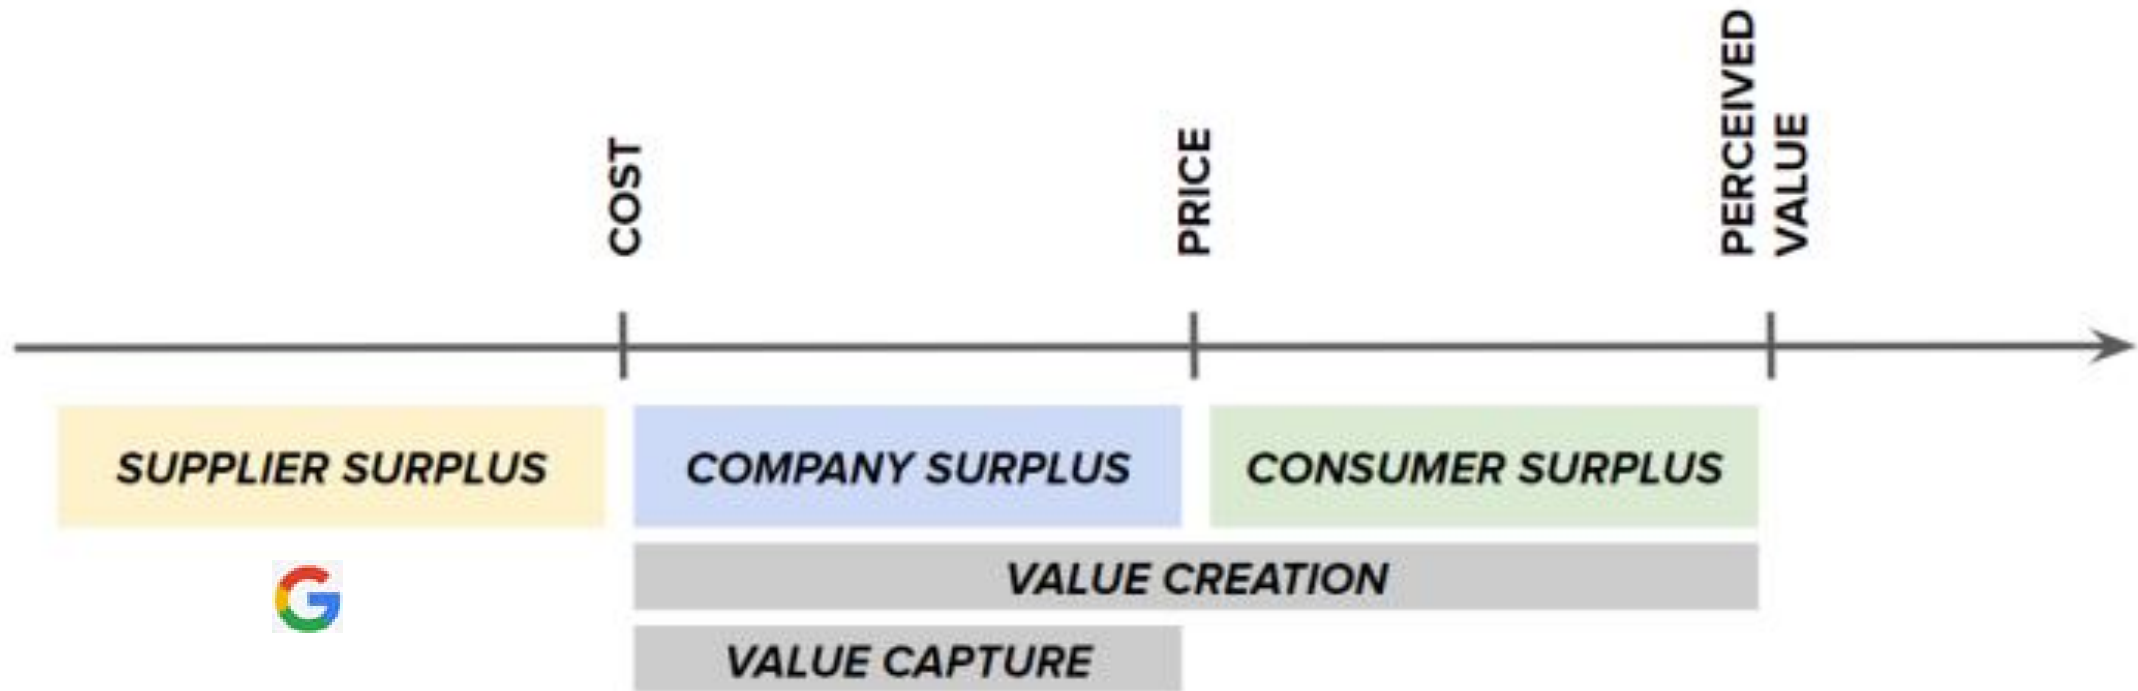 COST
PRICE
PERCEIVED
VALUE
SUPPLIER SURPLUS
COMPANY SURPLUS
CONSUMER SURPLUS
VALUE CREATION
G
VALUE CAPTURE